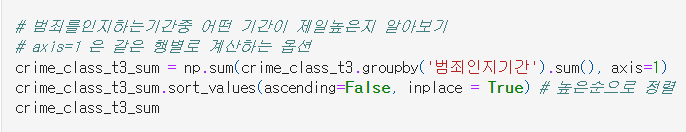 # 범죄를인지하는기간중 어떤 기간이 제일높은지 알아보기
# axis=1 은 같은 행별로 계산하는 옵션
crime_class_t3_sum = np.sum(crime_class_t3.groupby('범죄인지기간').sum(), axis=1)
crime_class_t3_sum.sort_values(ascending=False, inplace = True) # 높은순으로 정렬
crime_class_t3_sum